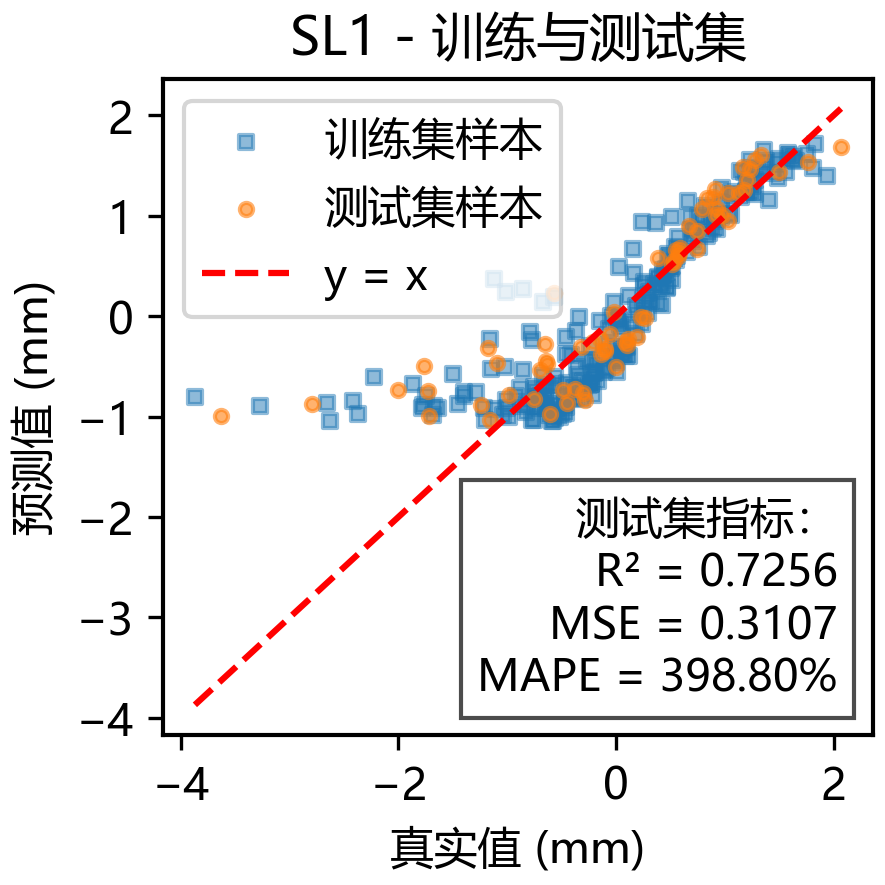 SL1 - 训练与测试集
训练集样本
测试集样本
y = x
2
1
0
−1
−2
−3
−4
预测值 (mm)
测试集指标：
R² = 0.7256
MSE = 0.3107
MAPE = 398.80%
−4
−2
0
2
真实值 (mm)